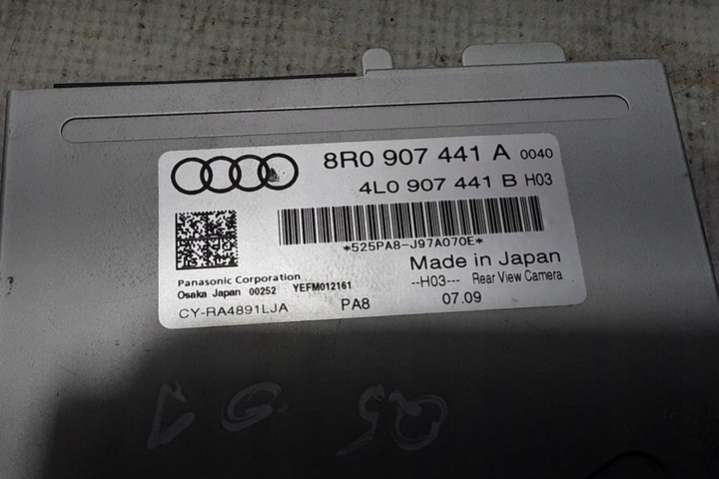 8R0 907 441 A 0040
4L0 907 441 B H03
*525PA8-J97A070E*
Made in Japan
Panasonic Corporation
Osaka Japan 00252 YEFM012161
--H03--- Rear View Camera
CY-RA4891LJA PA8 07.09